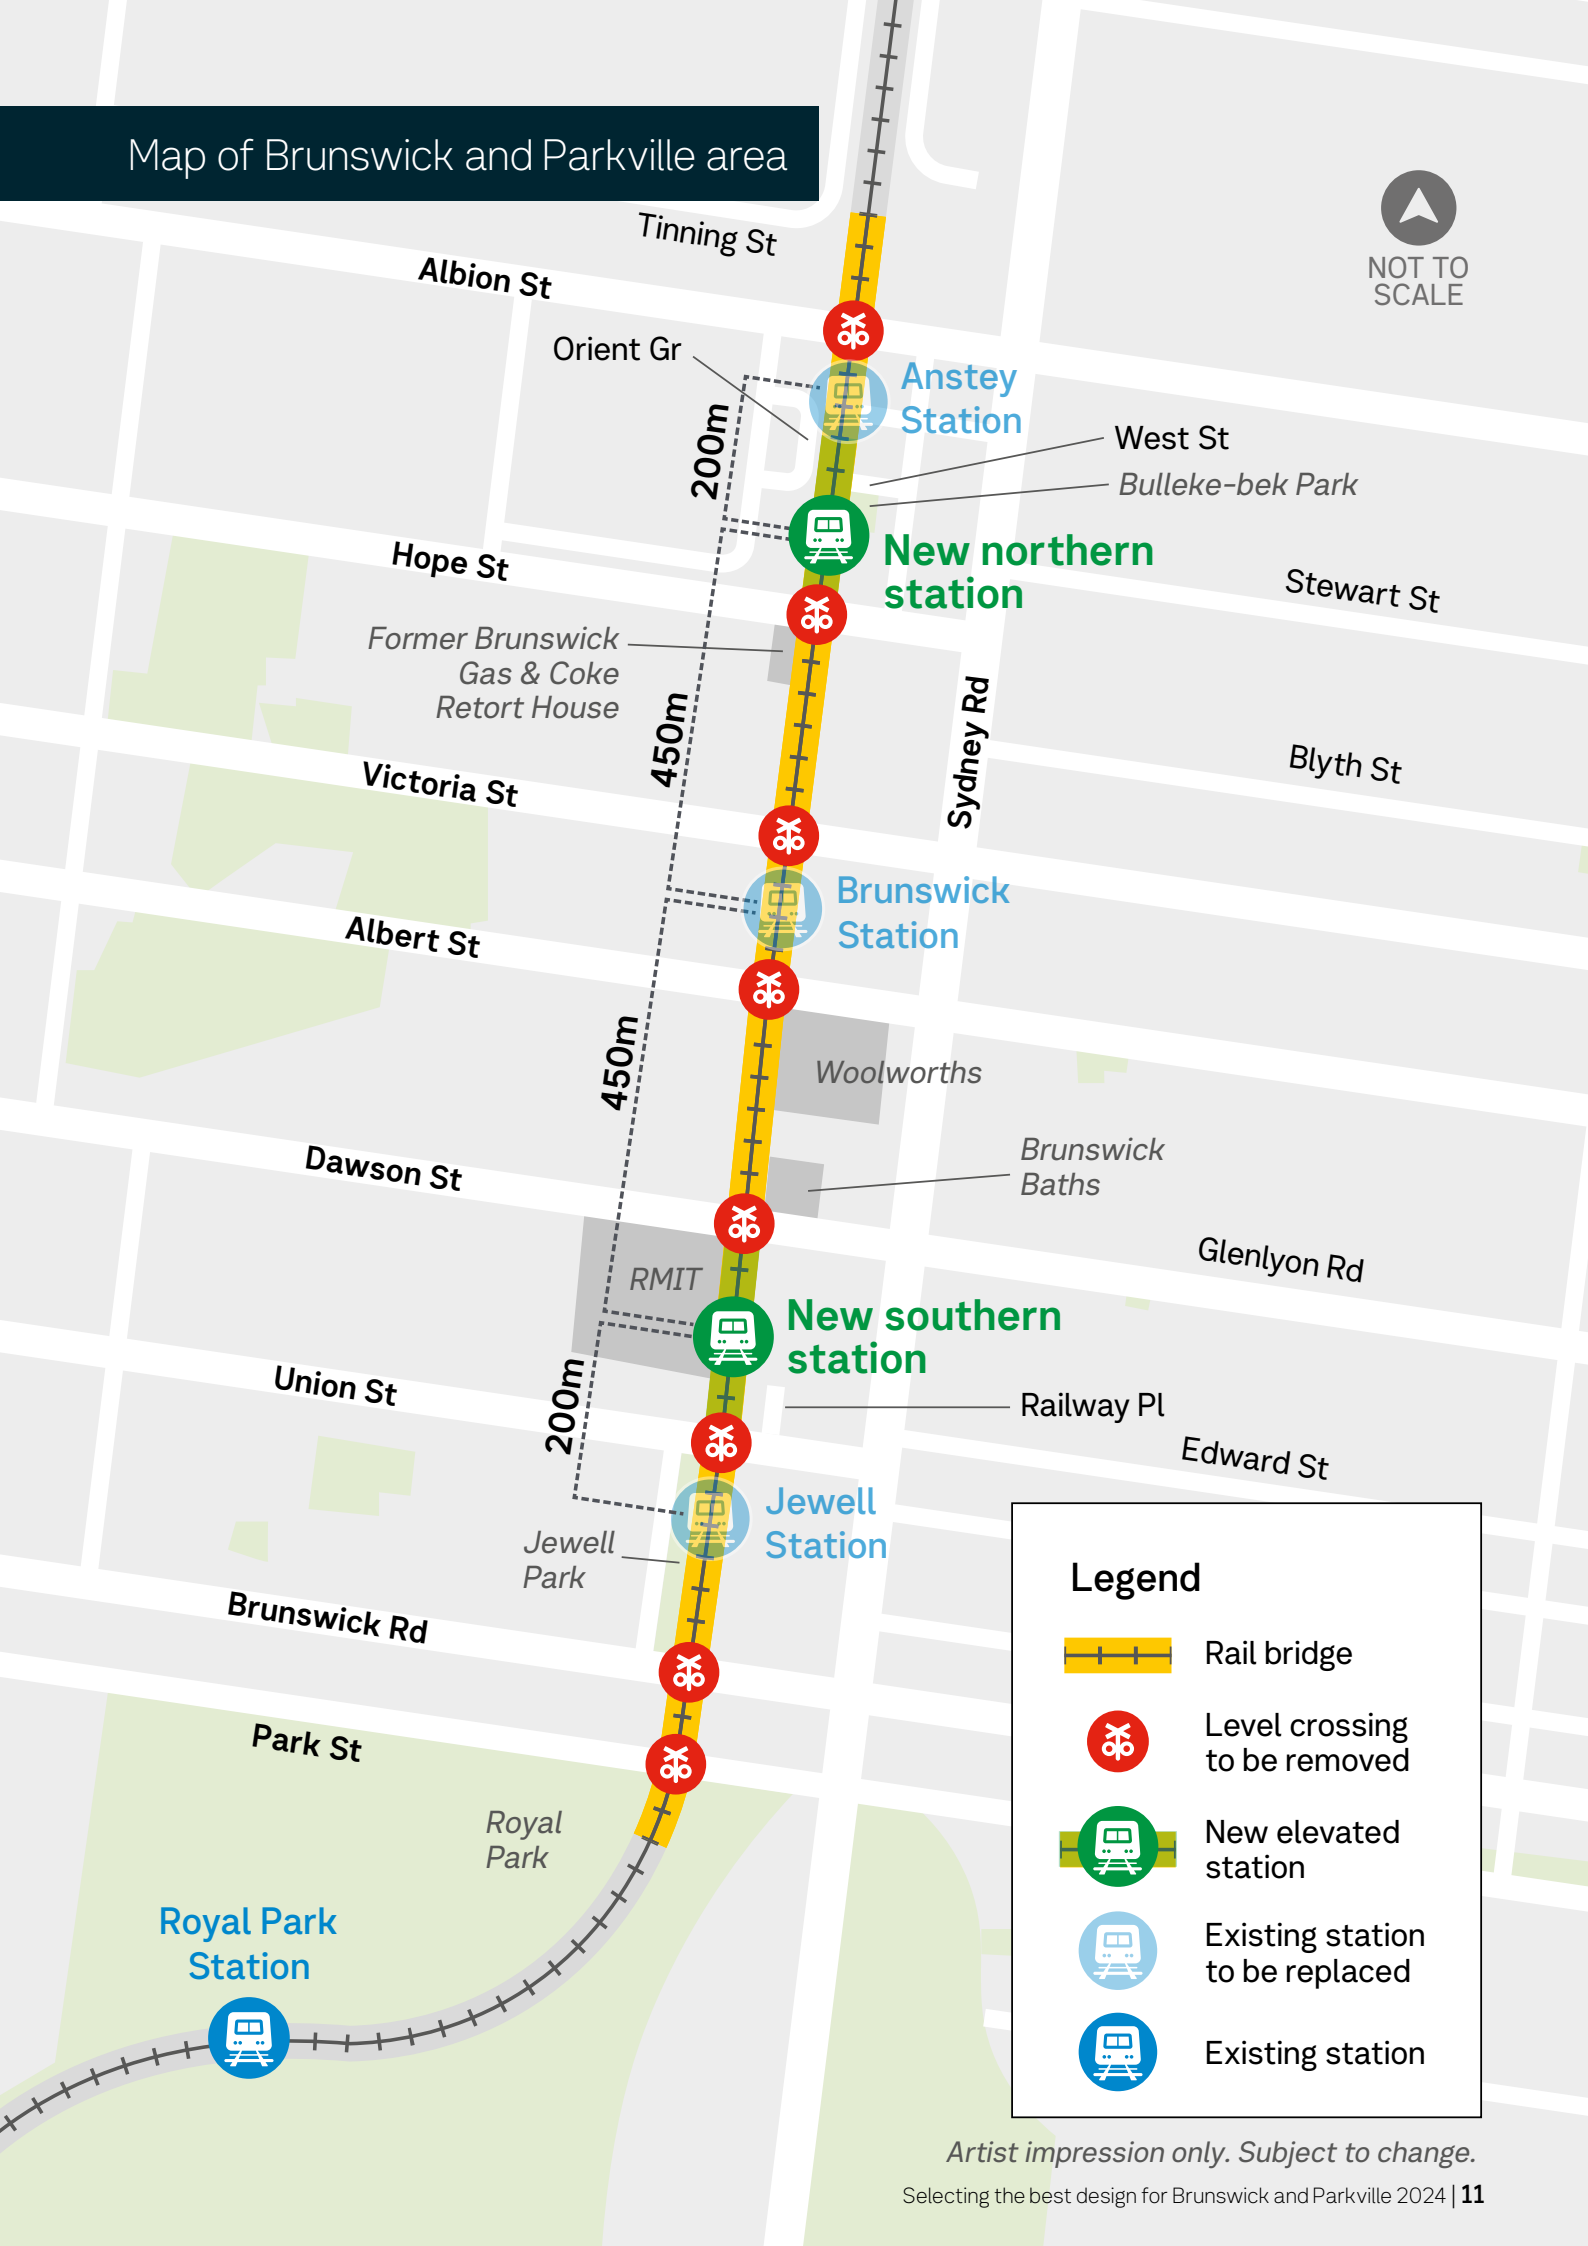 Map of Brunswick and Parkville area
NOT TO
SCALE
Tinning St
Albion St
Orient Gr
Anstey
Station
200m
West St
Bulleke-bek Park
New northern
station
Hope St
Stewart St
Former Brunswick
Gas & Coke
Retort House
450m
Sydney Rd
Blyth St
Victoria St
Brunswick
Station
Albert St
450m
Woolworths
Brunswick
Baths
Dawson St
Glenlyon Rd
RMIT
New southern
station
Union St
200m
Railway Pl
Edward St
Jewell
Station
Jewell
Park
Brunswick Rd
Park St
Royal
Park
Royal Park
Station
Legend
Rail bridge
Level crossing
to be removed
New elevated
station
Existing station
to be replaced
Existing station
Artist impression only. Subject to change.
Selecting the best design for Brunswick and Parkville 2024 | 11